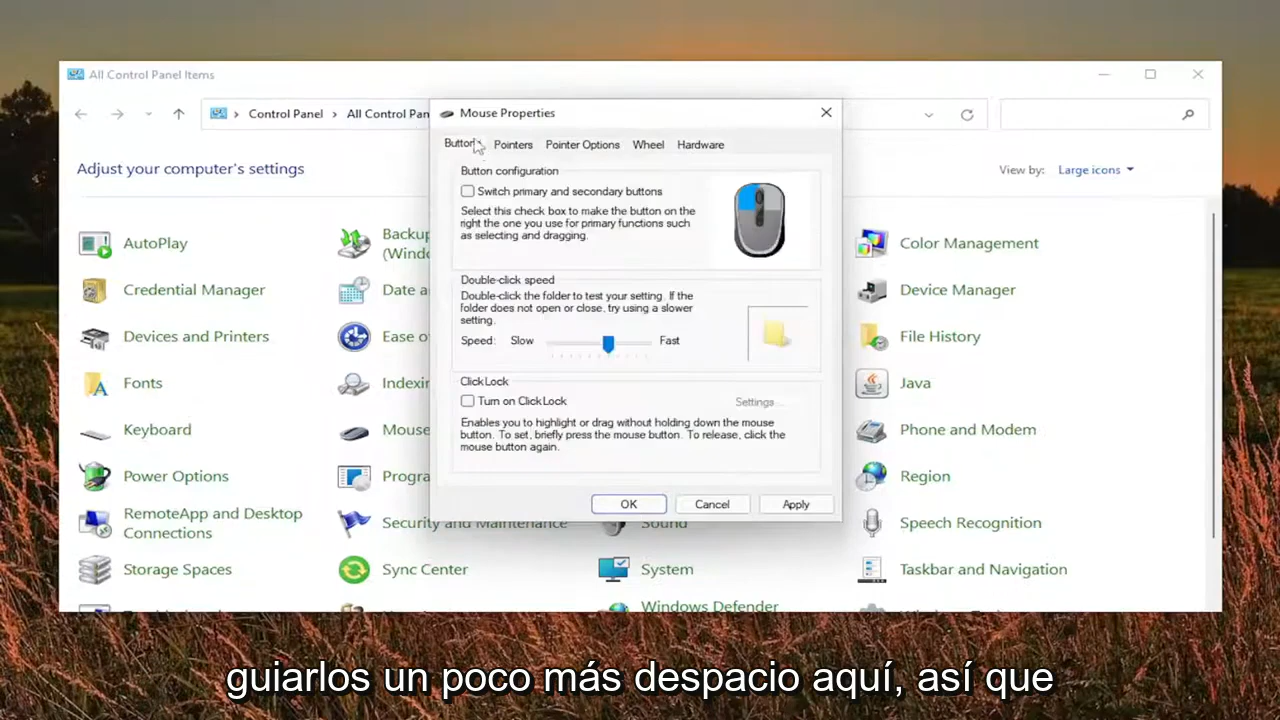 All Control Panel Items
Control Panel
All Control Pan
Adjust your computer's settings
View by:
Large icons
Mouse Properties
Pointers
Pointer Options
Wheel
Hardware
Button configuration
Switch primary and secondary buttons
Select this check box to make the button on the
right the one you use for primary functions such
as selecting and dragging.
Double-click speed
Double-click the folder to test your setting. If the
folder does not open or close, try using a slower
setting.
Speed:
Slow
Fast
ClickLock
Turn on ClickLock
Settings...
Enables you to highlight or drag without holding down the mouse
button. To set, briefly press the mouse button. To release, click the
mouse button again.
OK
Cancel
Apply
AutoPlay
Backup
(Windo
Color Management
Credential Manager
Date a
Device Manager
Devices and Printers
Ease of
File History
Fonts
Indexin
Java
Keyboard
Mouse
Phone and Modem
Power Options
Progra
Region
RemoteApp and Desktop
Connections
Security and Maintenance
Sound
Speech Recognition
Storage Spaces
Sync Center
System
Taskbar and Navigation
Windows Defender
guiarlos un poco más despacio aquí, así que